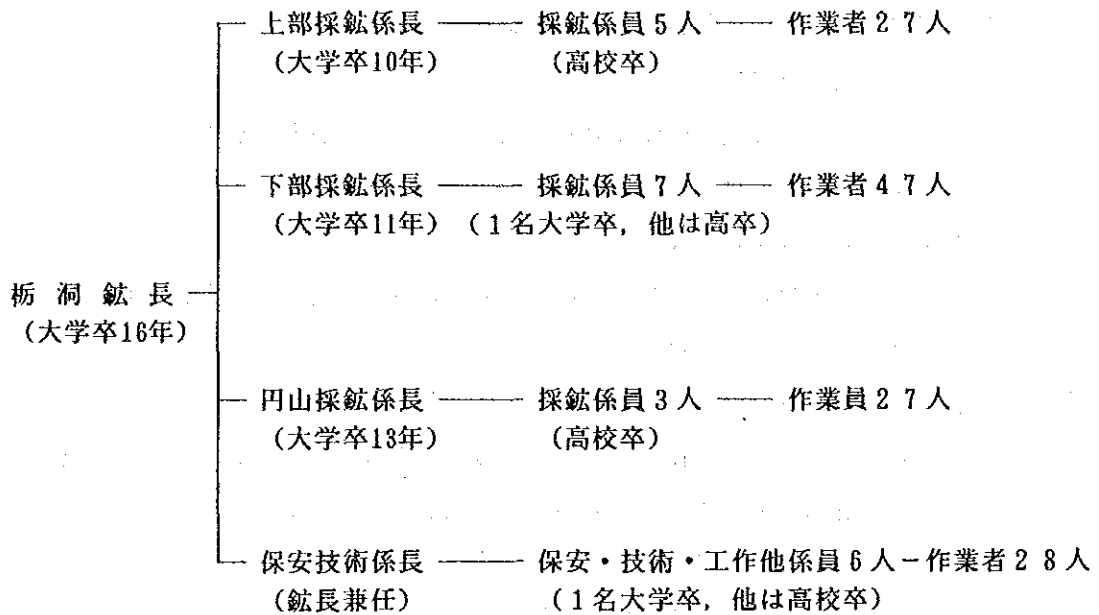 上部採鉱係長 ── 採鉱係員5人 ── 作業者27人
(大学卒10年) (高校卒)
下部採鉱係長 ── 採鉱係員7人 ── 作業者47人
(大学卒11年) (1名大学卒,他は高卒)
栃洞鉱長
(大学卒16年)
円山採鉱係長 ── 採鉱係員3人 ── 作業員27人
(大学卒13年) (高校卒)
保安技術係長 ── 保安・技術・工作他係員6人-作業者28人
(鉱長兼任) (1名大学卒,他は高校卒)